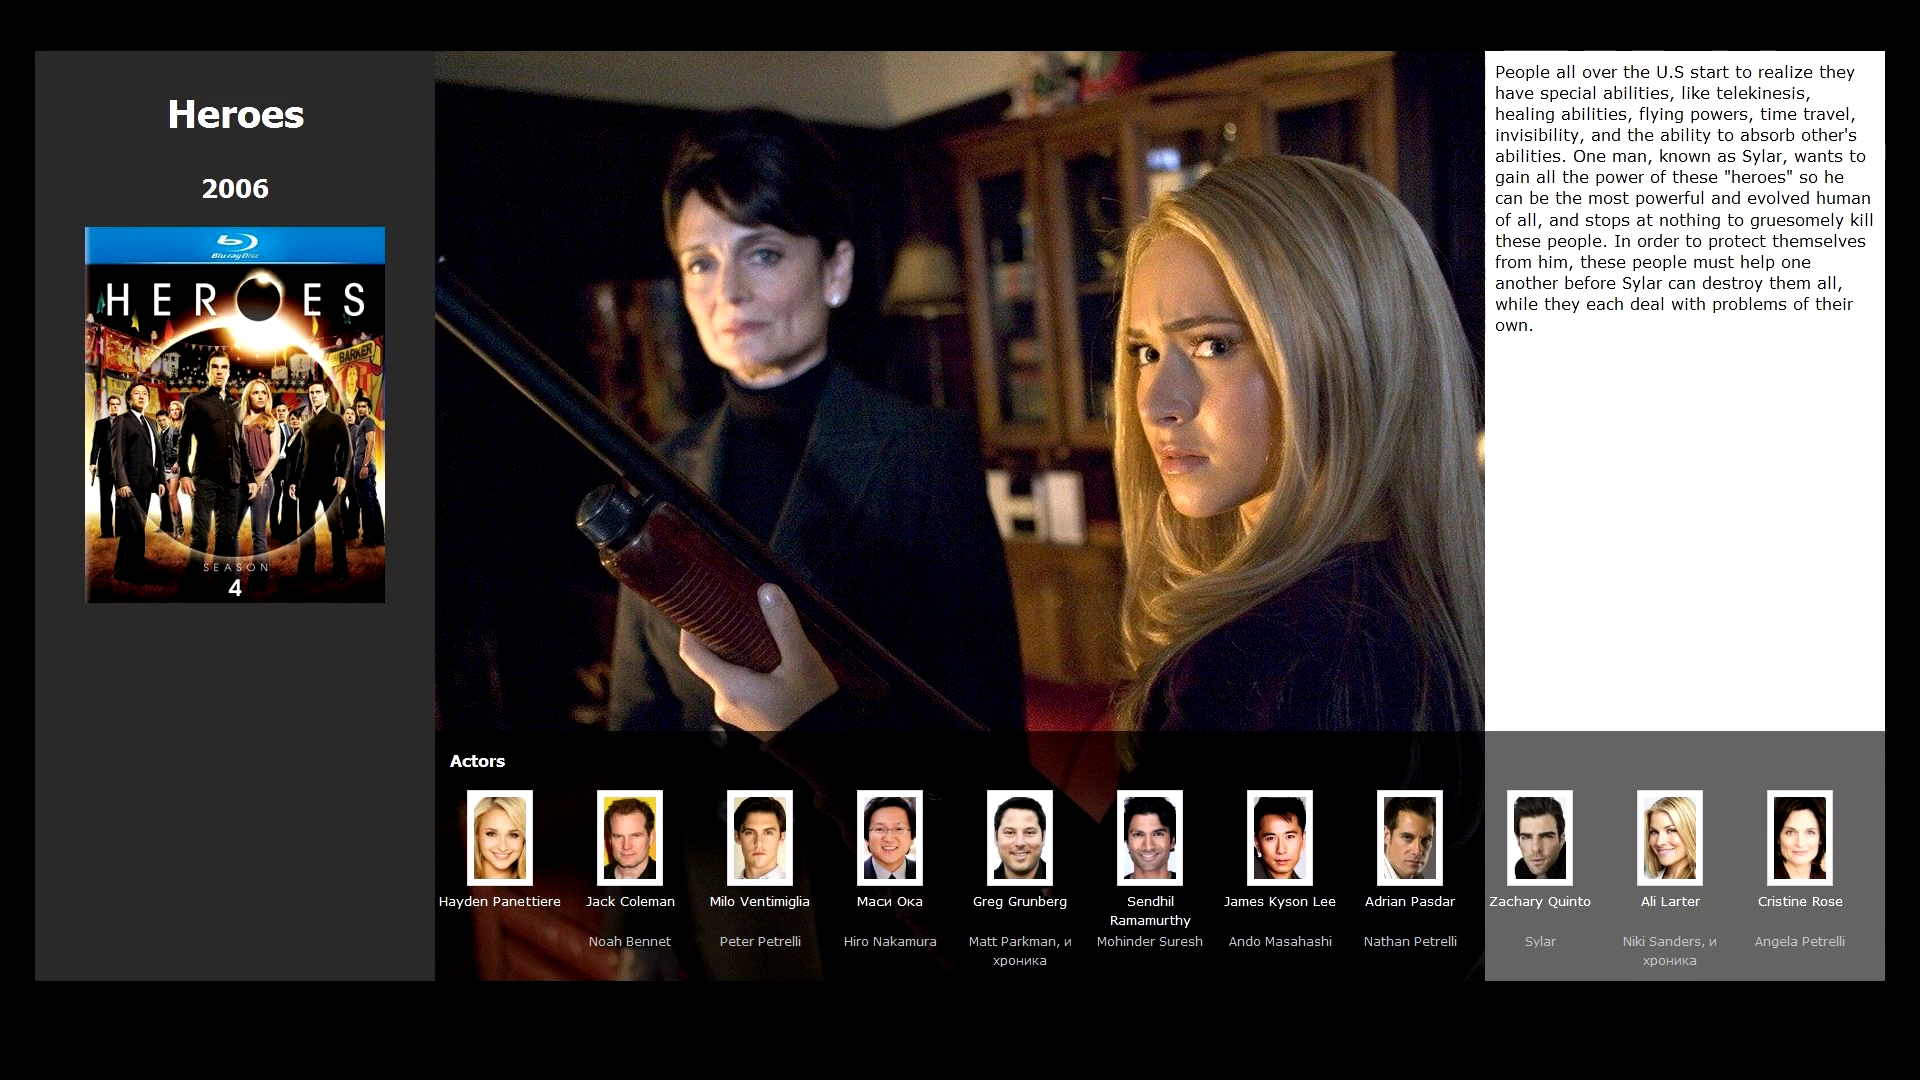 Heroes
2006
Blu-ray Disc
HEROES
BARKER
SEASON
4
People all over the U.S start to realize they
have special abilities, like telekinesis,
healing abilities, flying powers, time travel,
invisibility, and the ability to absorb other's
abilities. One man, known as Sylar, wants to
gain all the power of these "heroes" so he
can be the most powerful and evolved human
of all, and stops at nothing to gruesomely kill
these people. In order to protect themselves
from him, these people must help one
another before Sylar can destroy them all,
while they each deal with problems of their
own.
Actors
Hayden Panettiere
Jack Coleman
Noah Bennet
Milo Ventimiglia
Peter Petrelli
Маси Ока
Hiro Nakamura
Greg Grunberg
Matt Parkman, и
хроника
Sendhil
Ramamurthy
Mohinder Suresh
James Kyson Lee
Ando Masahashi
Adrian Pasdar
Nathan Petrelli
Zachary Quinto
Sylar
Ali Larter
Niki Sanders, и
хроника
Cristine Rose
Angela Petrelli